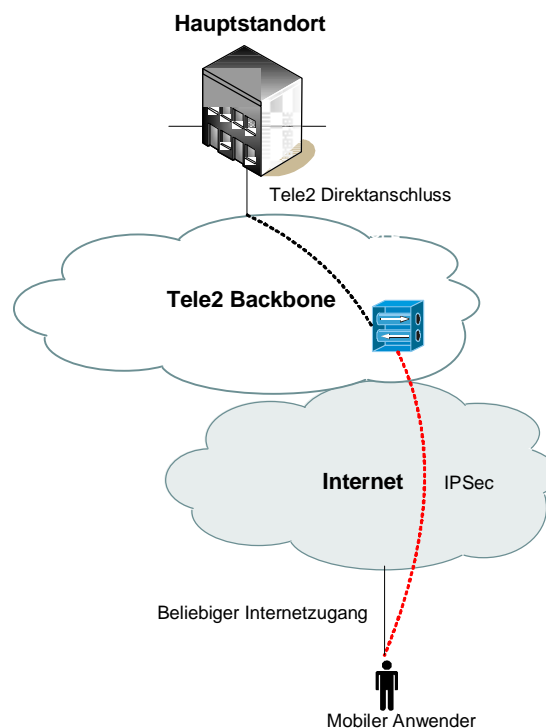 Hauptstandort
Tele2 Direktanschluss
Tele2 Backbone
Internet
IPSec
Beliebiger Internetzugang
Mobiler Anwender